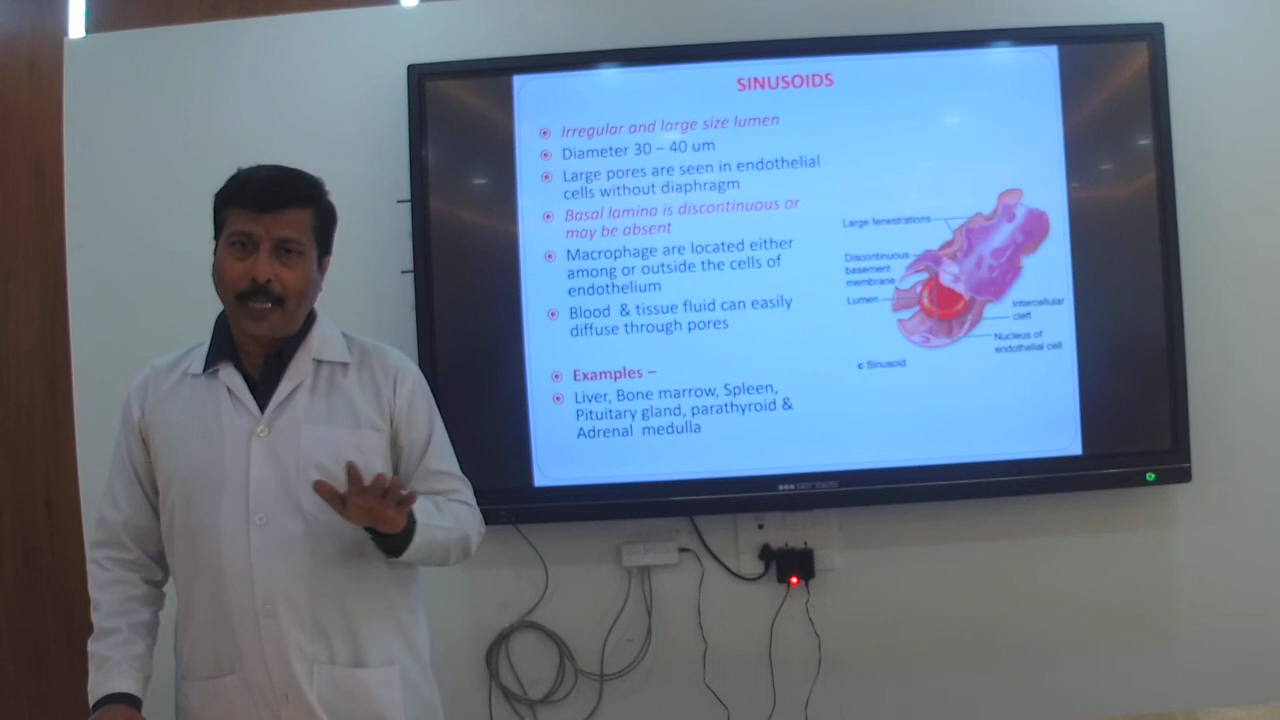 SINUSOIDS
Irregular and large size lumen
Diameter 30 – 40 um
Large pores are seen in endothelial
cells without diaphragm
Basal lamina is discontinuous or
may be absent
Macrophage are located either
among or outside the cells of
endothelium
Blood & tissue fluid can easily
diffuse through pores
Examples –
Liver, Bone marrow, Spleen,
Pituitary gland, parathyroid &
Adrenal medulla
Large fenestrations
Discontinuous
basement
membrane
Lumen
Intercellular
cleft
Nucleus of
endothelial cell
c Sinusoid